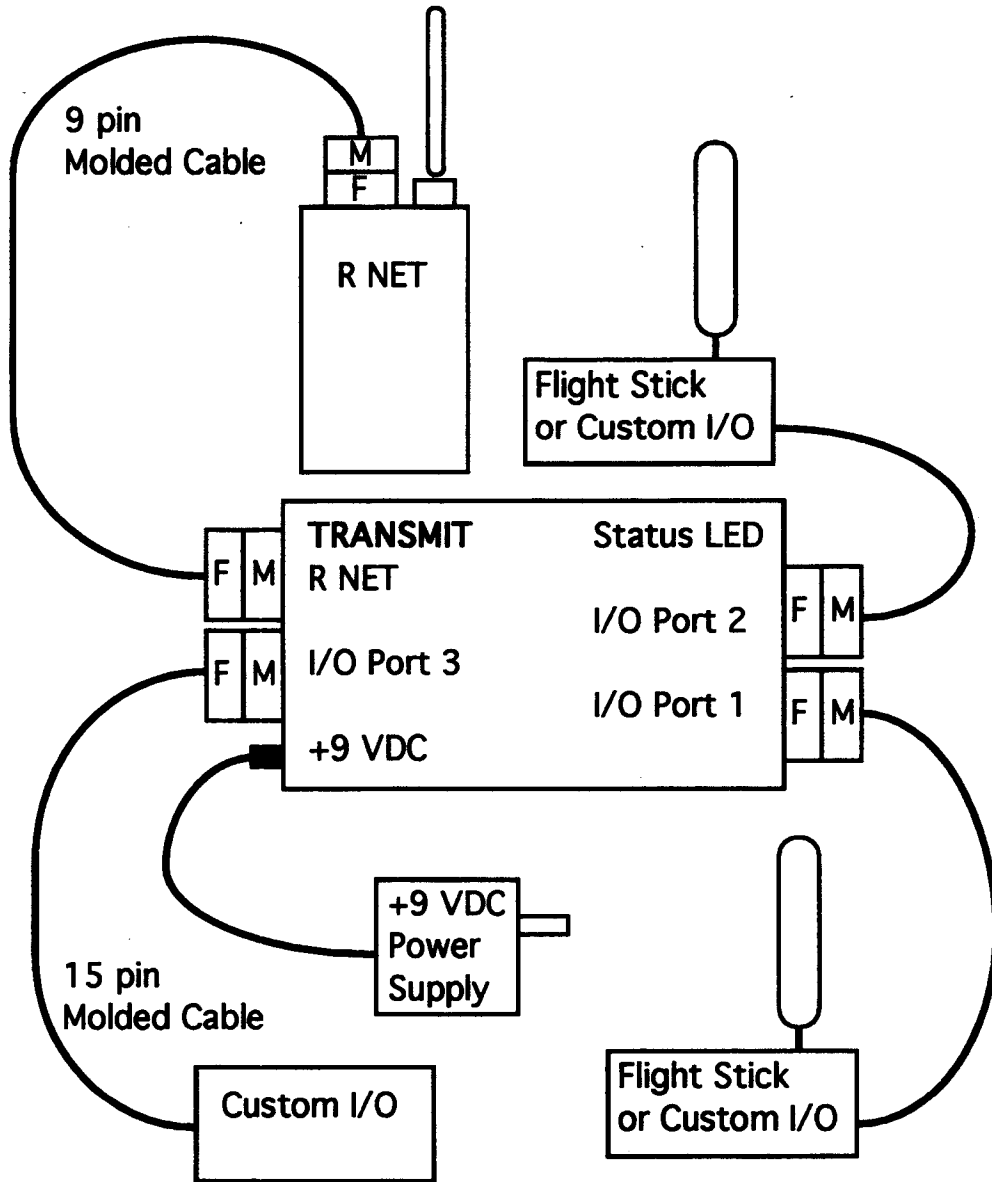 9 pin
Molded Cable
M
F
R NET
Flight Stick
or Custom I/O
TRANSMIT
R NET
Status LED
F M
F M
I/O Port 2
I/O Port 3
F M
I/O Port 1
F M
+9 VDC
+9 VDC
Power
Supply
15 pin
Molded Cable
Custom I/O
Flight Stick
or Custom I/O